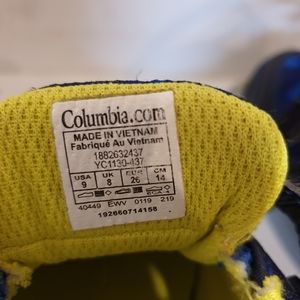 Columbia.com
MADE IN VIETNAM
Fabriqué Au Vietnam
1882632437
YC1130-437
USA UK EUR CM
9 8 26 14
40449 EWV 0119 219
192660714158